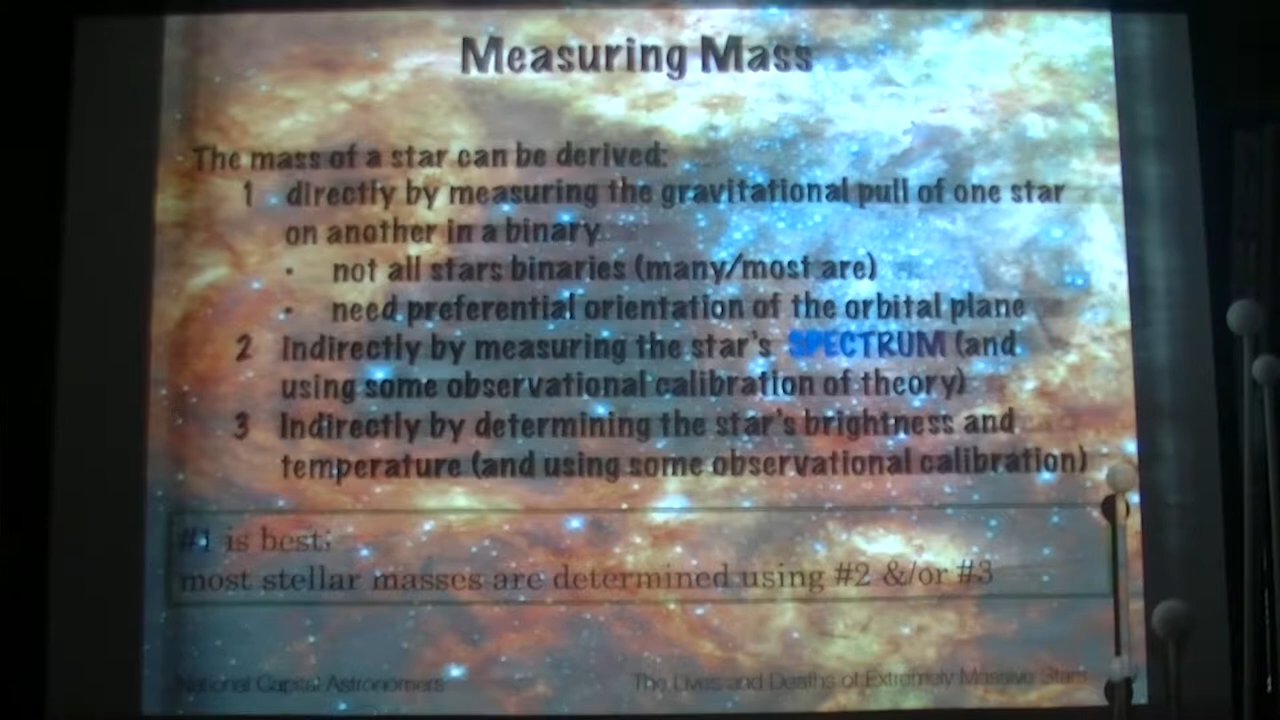 Measuring Mass
The mass of a star can be derived:
1 directly by measuring the gravitational pull of one star
on another in a binary
• not all stars binaries (many/most are)
• need preferential orientation of the orbital plane
2 Indirectly by measuring the star's SPECTRUM (and
using some observational calibration of theory)
3 Indirectly by determining the star's brightness and
temperature (and using some observational calibration)
#1 is best;
most stellar masses are determined using #2 &/or #3
National Capital Astronomers The Lives and Deaths of Extremely Massive Stars